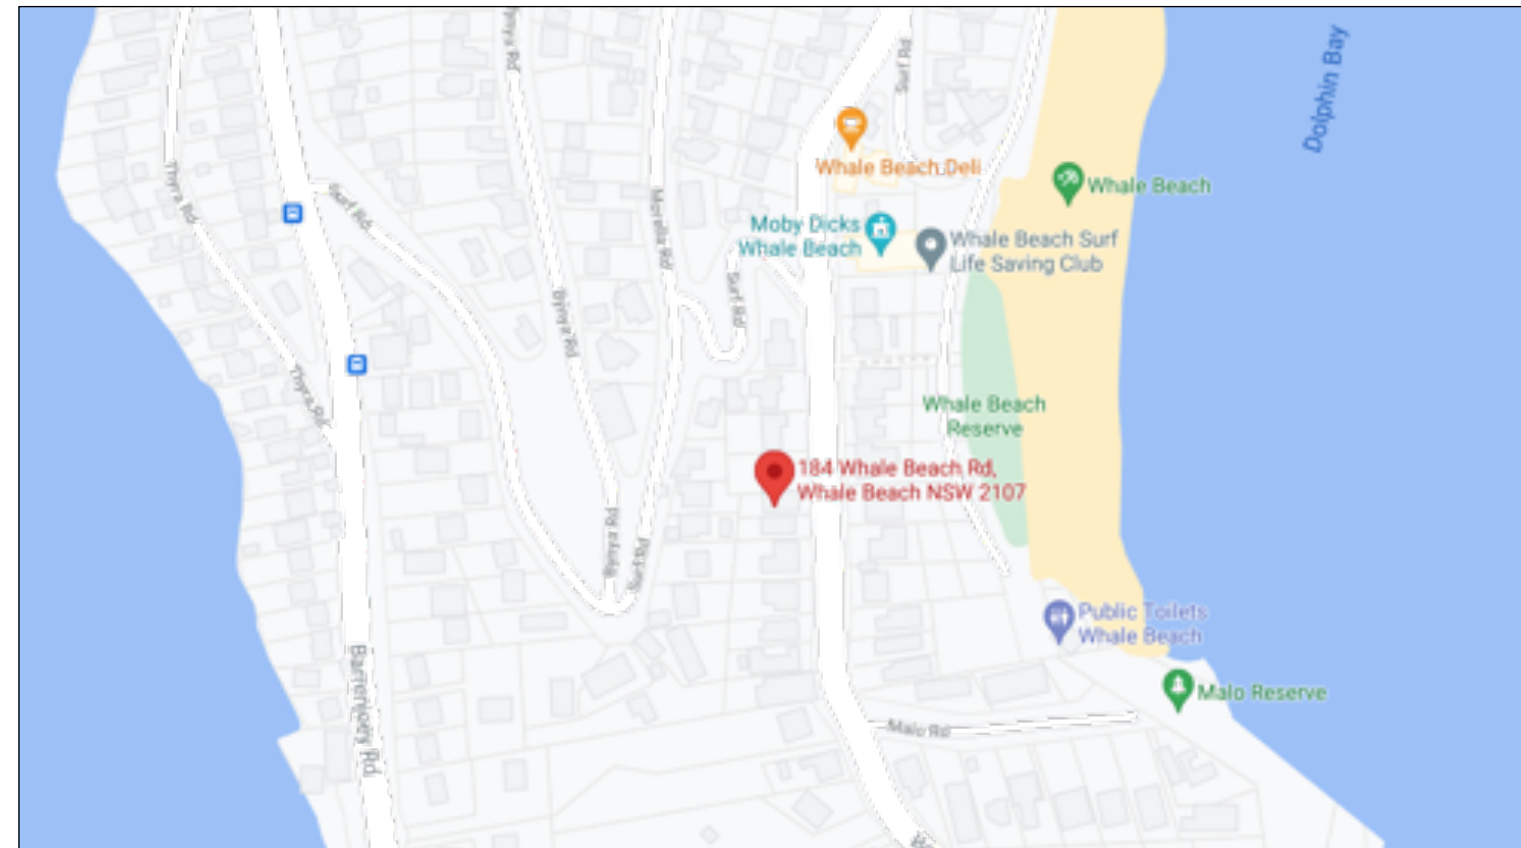 Bynya Rd
Surf Rd
Dolphin Bay
Whale Beach Deli
Thyra Rd
Surf Rd
Morella Rd
Whale Beach
Moby Dicks
Whale Beach
Whale Beach Surf
Life Saving Club
Surf Rd
Bynya Rd
Thyra Rd
Whale Beach
Reserve
184 Whale Beach Rd,
Whale Beach NSW 2107
Bynya Rd
Surf Rd
Public Toilets
Whale Beach
Barrenjoey Rd
Malo Reserve
Malo Rd